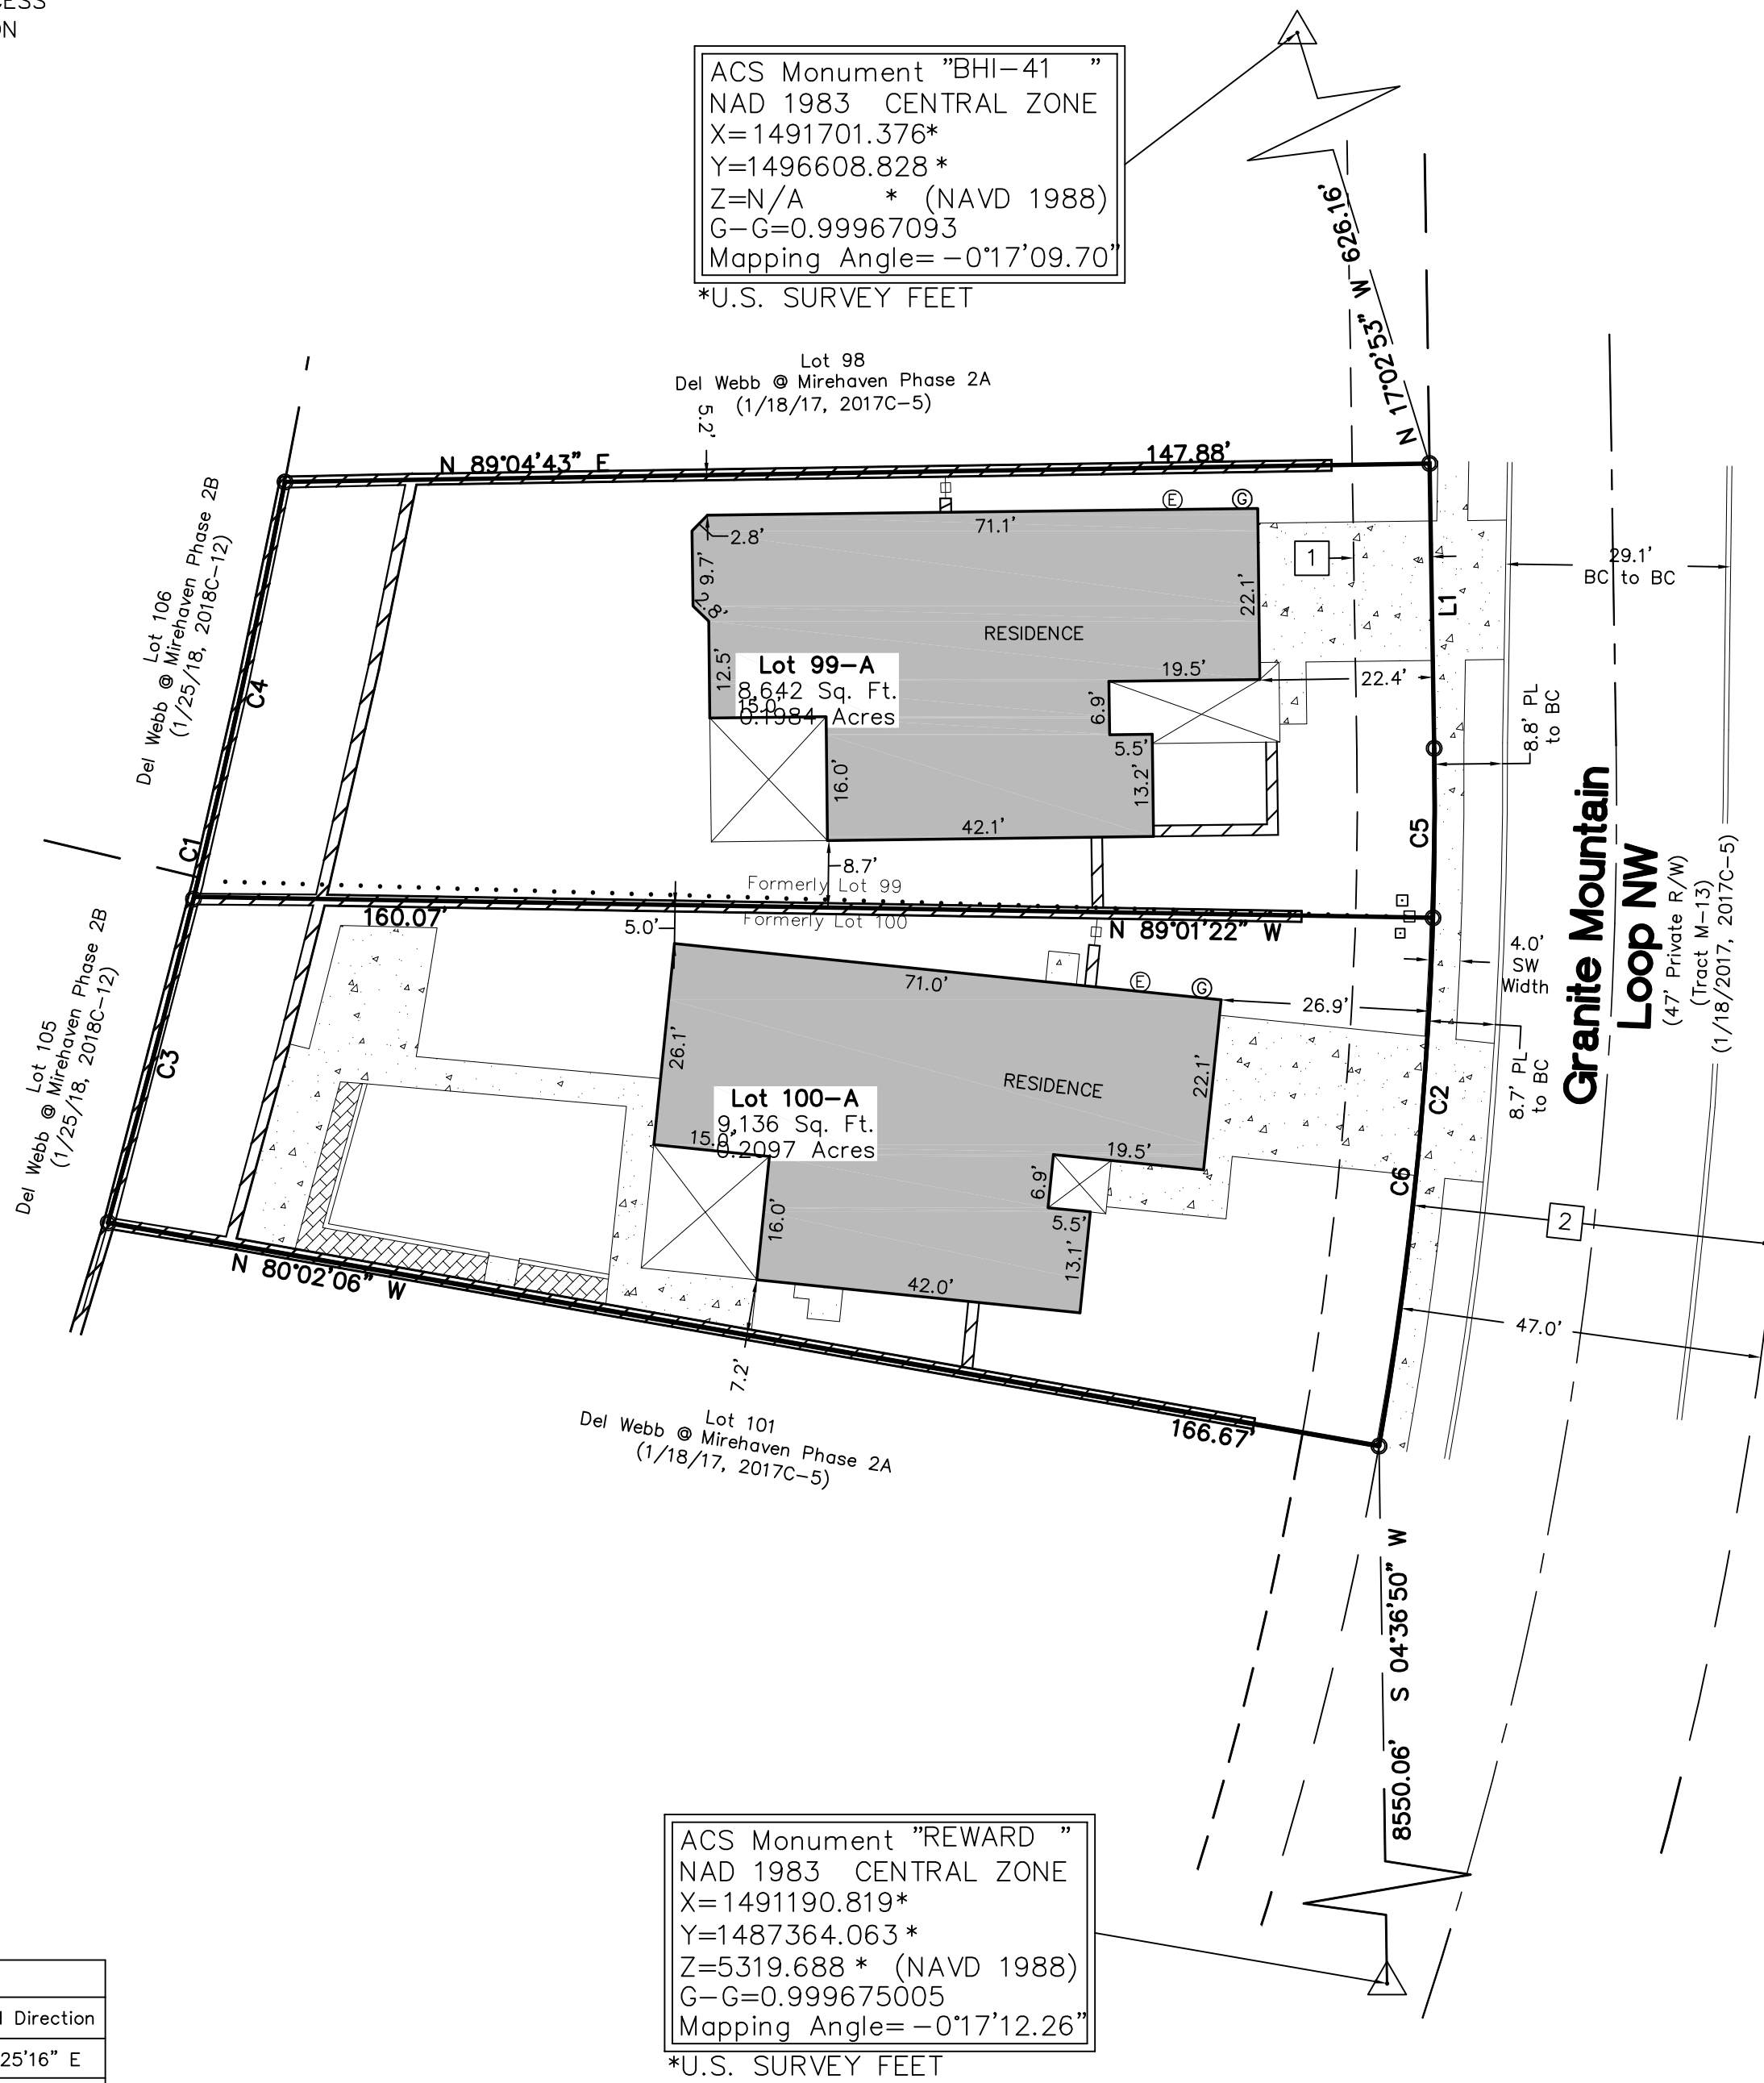 ON
ACS Monument "BHI-41 "
NAD 1983 CENTRAL ZONE
X=1491701.376*
Y=1496608.828*
Z=N/A * (NAVD 1988)
G-G=0.99967093
Mapping Angle= -0°17'09.70"
*U.S. SURVEY FEET
N 17°02'53" W 626.16'
Lot 98
Del Webb @ Mirehaven Phase 2A
(1/18/17, 2017C-5)
5.2'
N 89°04'43" E
147.88'
Lot 106
Del Webb @ Mirehaven Phase 2B
(1/25/18, 2018C-12)
C4
C1
E
G
71.1'
2.8'
9.7'
2.8'
12.5'
22.1'
RESIDENCE
1
29.1'
BC to BC
L1
Lot 99-A
8,642 Sq. Ft.
0.1984 Acres
15.0'
19.5'
22.4'
6.9'
5.5'
13.2'
16.0'
42.1'
8.8' PL
to BC
C5
8.7'
Formerly Lot 99
Formerly Lot 100
160.07'
N 89°01'22" W
5.0'
Granite Mountain
Loop NW
(47' Private R/W)
(Tract M-13)
(1/18/2017, 2017C-5)
4.0'
SW
Width
Lot 105
Del Webb @ Mirehaven Phase 2B
(1/25/18, 2018C-12)
C3
71.0'
E
G
26.9'
26.1'
22.1'
RESIDENCE
8.7' PL
to BC
C2
C6
Lot 100-A
9,136 Sq. Ft.
0.2097 Acres
15.0'
19.5'
6.9'
5.5'
13.1'
16.0'
42.0'
2
47.0'
N 80°02'06" W
166.67'
7.2'
Lot 101
Del Webb @ Mirehaven Phase 2A
(1/18/17, 2017C-5)
8550.06' S 04°36'50" W
ACS Monument "REWARD "
NAD 1983 CENTRAL ZONE
X=1491190.819*
Y=1487364.063*
Z=5319.688 * (NAVD 1988)
G-G=0.999675005
Mapping Angle= -0°17'12.26"
*U.S. SURVEY FEET
Direction
25'16" E